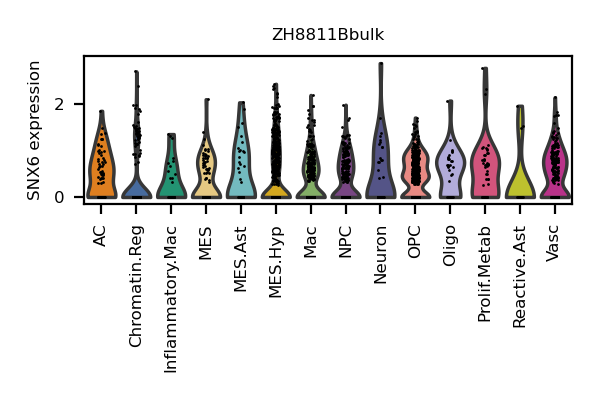 ZH8811Bbulk
SNX6 expression
2
0
AC
Chromatin.Reg
Inflammatory.Mac
MES
MES.Ast
MES.Hyp
Mac
NPC
Neuron
OPC
Oligo
Prolif.Metab
Reactive.Ast
Vasc